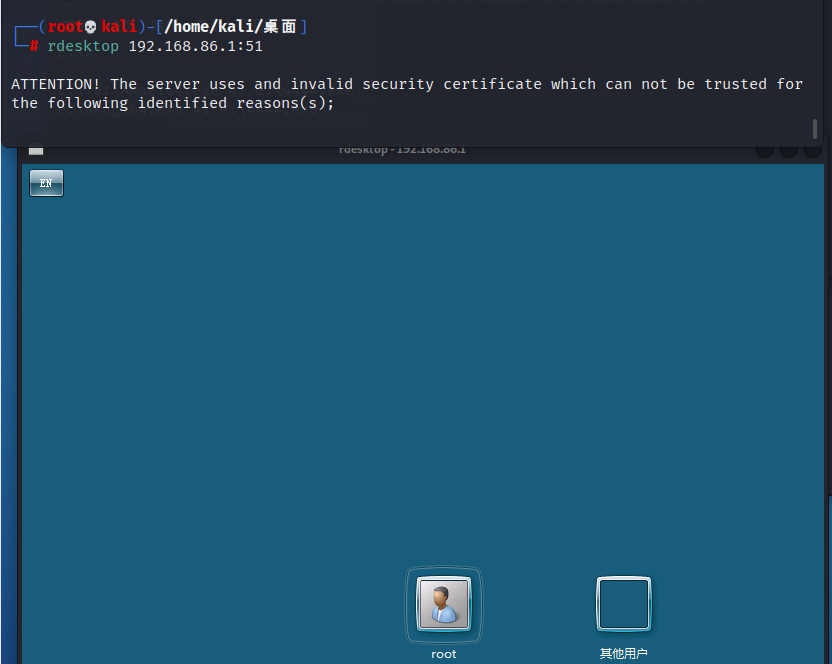 (root💀kali)-[/home/kali/桌面]
# rdesktop 192.168.86.1:51
ATTENTION! The server uses and invalid security certificate which can not be trusted for
the following identified reasons(s);
rdesktop - 192.168.86.1
EN
root
其他用户